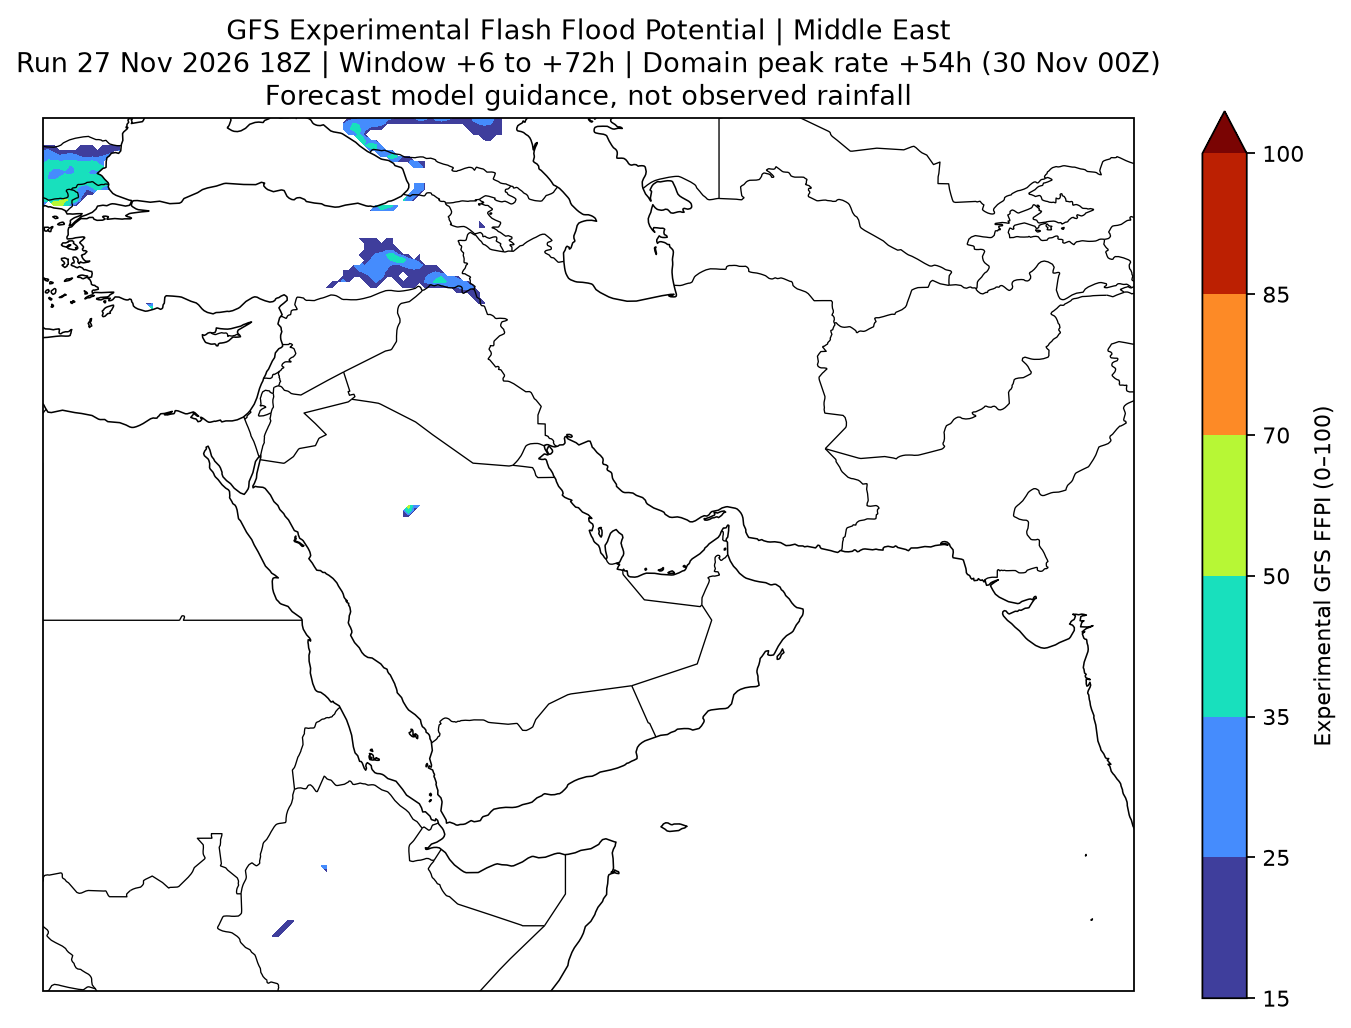 GFS Experimental Flash Flood Potential | Middle East
Run 27 Nov 2026 18Z | Window +6 to +72h | Domain peak rate +54h (30 Nov 00Z)
Forecast model guidance, not observed rainfall
100
85
70
50
35
25
15
Experimental GFS FFPI (0–100)